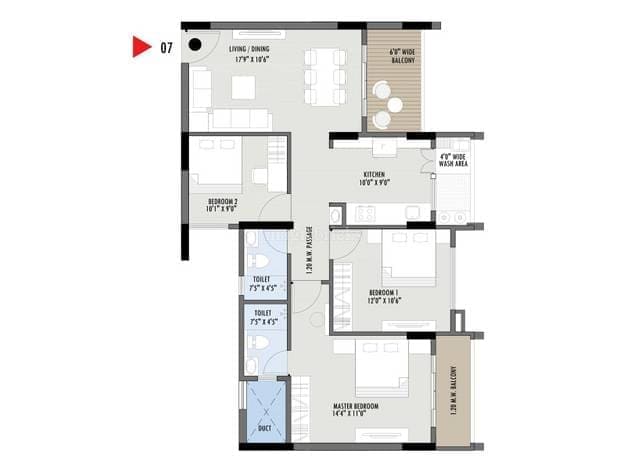 07
LIVING / DINING
17'9" X 10'6"
6'0" WIDE
BALCONY
4'0" WIDE
WASH AREA
KITCHEN
10'0" X 9'0"
BEDROOM 2
10'1" X 9'0"
1.20 M.W. PASSAGE
TOILET
7'5" X 4'5"
BEDROOM 1
12'0" X 10'6"
TOILET
7'5" X 4'5"
MASTER BEDROOM
14'4" X 11'0"
1.20 M.W. BALCONY
DUCT